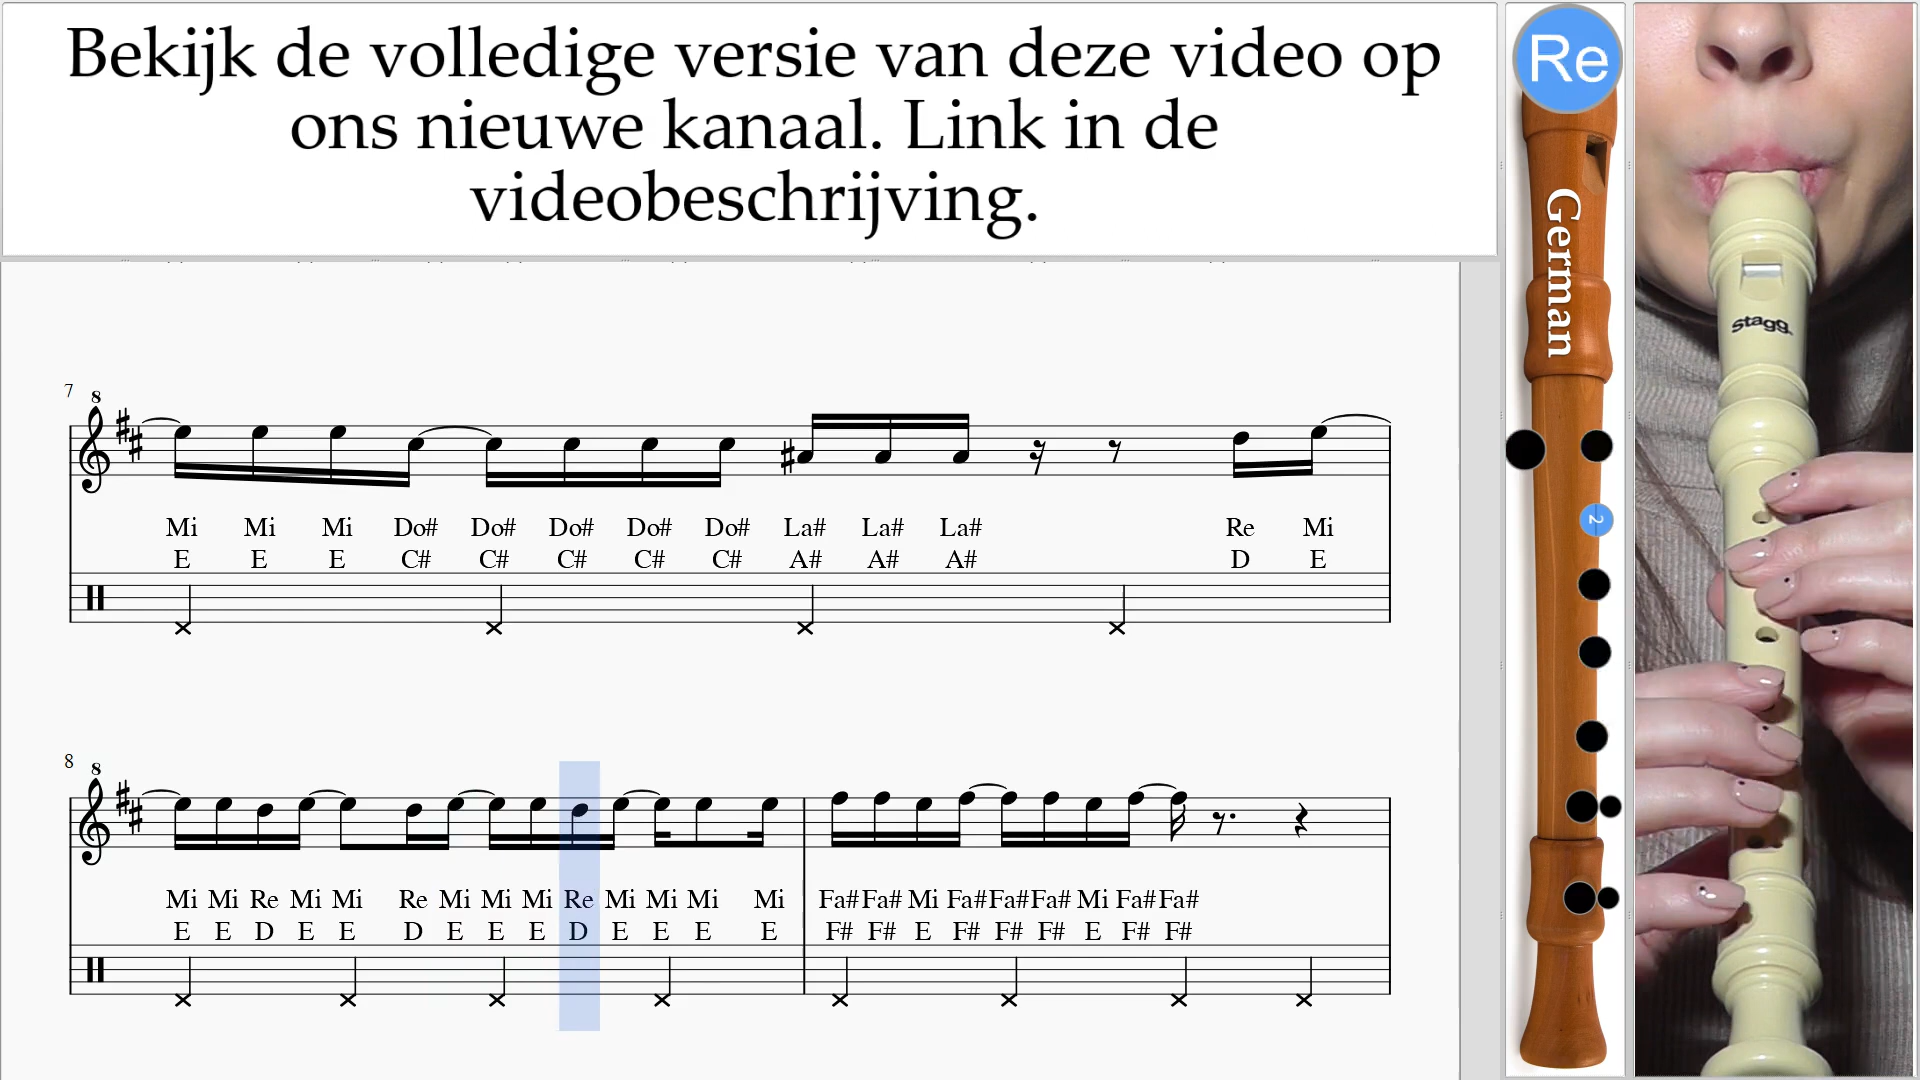 Bekijk de volledige versie van deze video op
ons nieuwe kanaal. Link in de
videobeschrijving.
Re
German
2
Stagg
7
8
Mi Mi Mi Do# Do# Do# Do# Do# La# La# La# Re Mi
E E E C# C# C# C# C# A# A# A# D E
8
8
Mi Mi Re Mi Mi Re Mi Mi Mi Re Mi Mi Mi Mi Fa# Fa# Mi Fa# Fa# Fa# Mi Fa# Fa#
E E D E E D E E E D E E E E F# F# E F# F# F# E F# F#